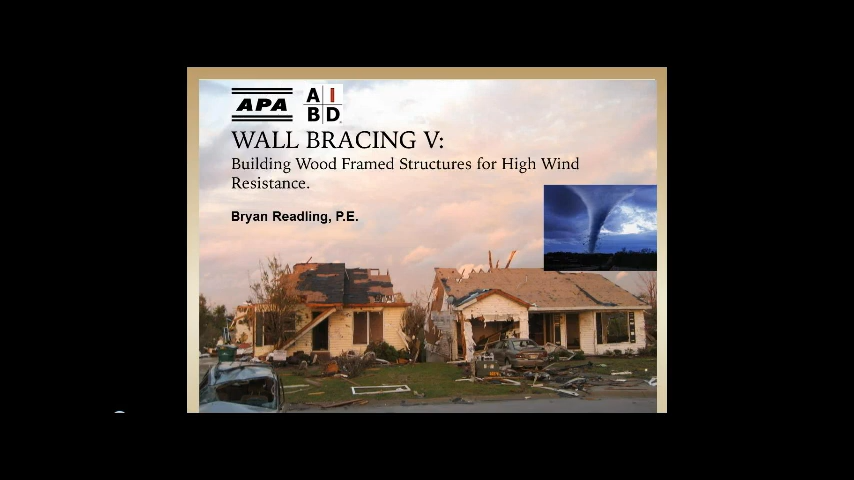 APA
A I
B D
WALL BRACING V:
Building Wood Framed Structures for High Wind
Resistance.
Bryan Readling, P.E.